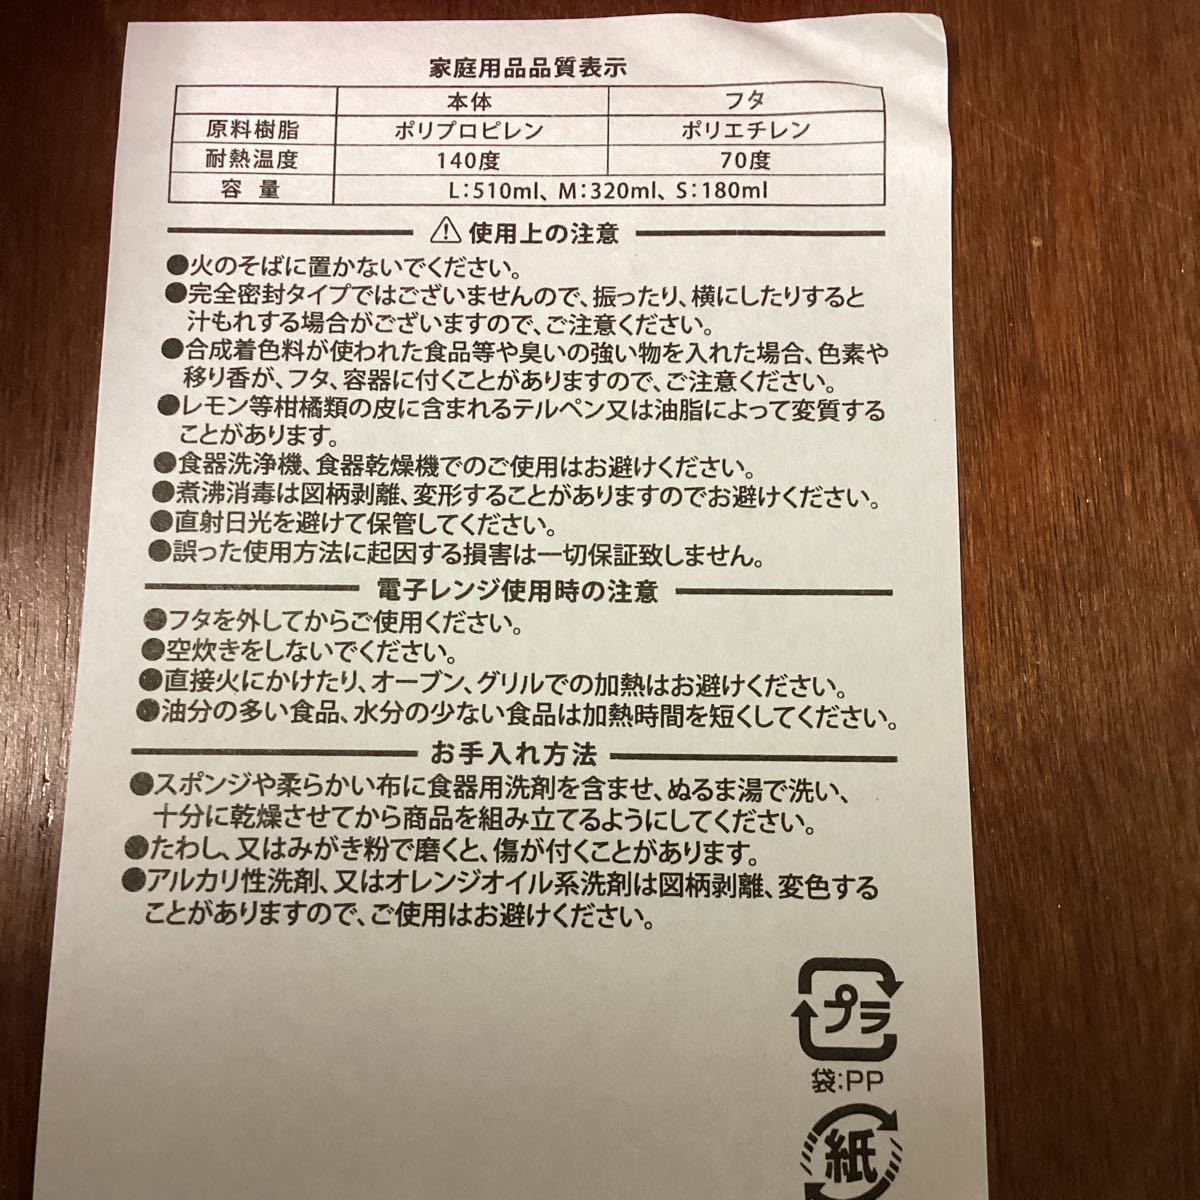 家庭用品品質表示
本体 フタ
原料樹脂 ポリプロピレン ポリエチレン
耐熱温度 140度 70度
容 量 L:510ml、M:320ml、S:180ml
⚠使用上の注意
●火のそばに置かないでください。
●完全密封タイプではございませんので、振ったり、横にしたりすると
汁もれする場合がございますので、ご注意ください。
●合成着色料が使われた食品等や臭いの強い物を入れた場合、色素や
移り香が、フタ、容器に付くことがありますので、ご注意ください。
●レモン等柑橘類の皮に含まれるテルペン又は油脂によって変質する
ことがあります。
●食器洗浄機、食器乾燥機でのご使用はお避けください。
●煮沸消毒は図柄剥離、変形することがありますのでお避けください。
●直射日光を避けて保管してください。
●誤った使用方法に起因する損害は一切保証致しません。
電子レンジ使用時の注意
●フタを外してからご使用ください。
●空炊きをしないでください。
●直接火にかけたり、オーブン、グリルでの加熱はお避けください。
●油分の多い食品、水分の少ない食品は加熱時間を短くしてください。
お手入れ方法
●スポンジや柔らかい布に食器用洗剤を含ませ、ぬるま湯で洗い、
十分に乾燥させてから商品を組み立てるようにしてください。
●たわし、又はみがき粉で磨くと、傷が付くことがあります。
●アルカリ性洗剤、又はオレンジオイル系洗剤は図柄剥離、変色する
ことがありますので、ご使用はお避けください。
プラ
袋:PP
紙